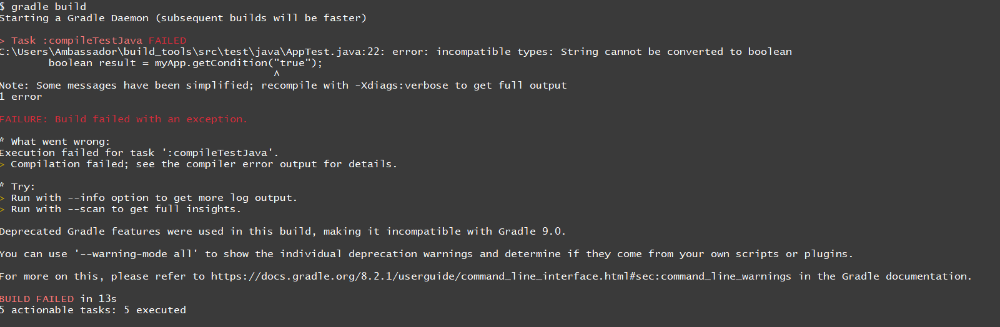 $ gradle build
Starting a Gradle Daemon (subsequent builds will be faster)
> Task :compileTestJava FAILED
C:\Users\Ambassador\build_tools\src\test\java\AppTest.java:22: error: incompatible types: String cannot be converted to boolean
        boolean result = myApp.getCondition("true");
                                            ^
Note: Some messages have been simplified; recompile with -Xdiags:verbose to get full output
1 error
FAILURE: Build failed with an exception.
* What went wrong:
Execution failed for task ':compileTestJava'.
> Compilation failed; see the compiler error output for details.
* Try:
> Run with --info option to get more log output.
> Run with --scan to get full insights.
Deprecated Gradle features were used in this build, making it incompatible with Gradle 9.0.
You can use '--warning-mode all' to show the individual deprecation warnings and determine if they come from your own scripts or plugins.
For more on this, please refer to https://docs.gradle.org/8.2.1/userguide/command_line_interface.html#sec:command_line_warnings in the Gradle documentation.
BUILD FAILED in 13s
5 actionable tasks: 5 executed